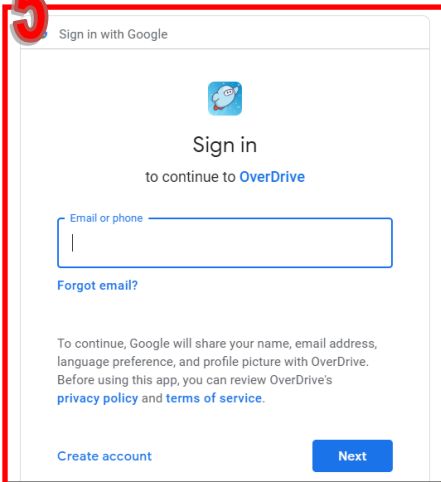 5
Sign in with Google
Sign in
to continue to OverDrive
Email or phone
Forgot email?
To continue, Google will share your name, email address,
language preference, and profile picture with OverDrive.
Before using this app, you can review OverDrive's
privacy policy and terms of service.
Create account
Next